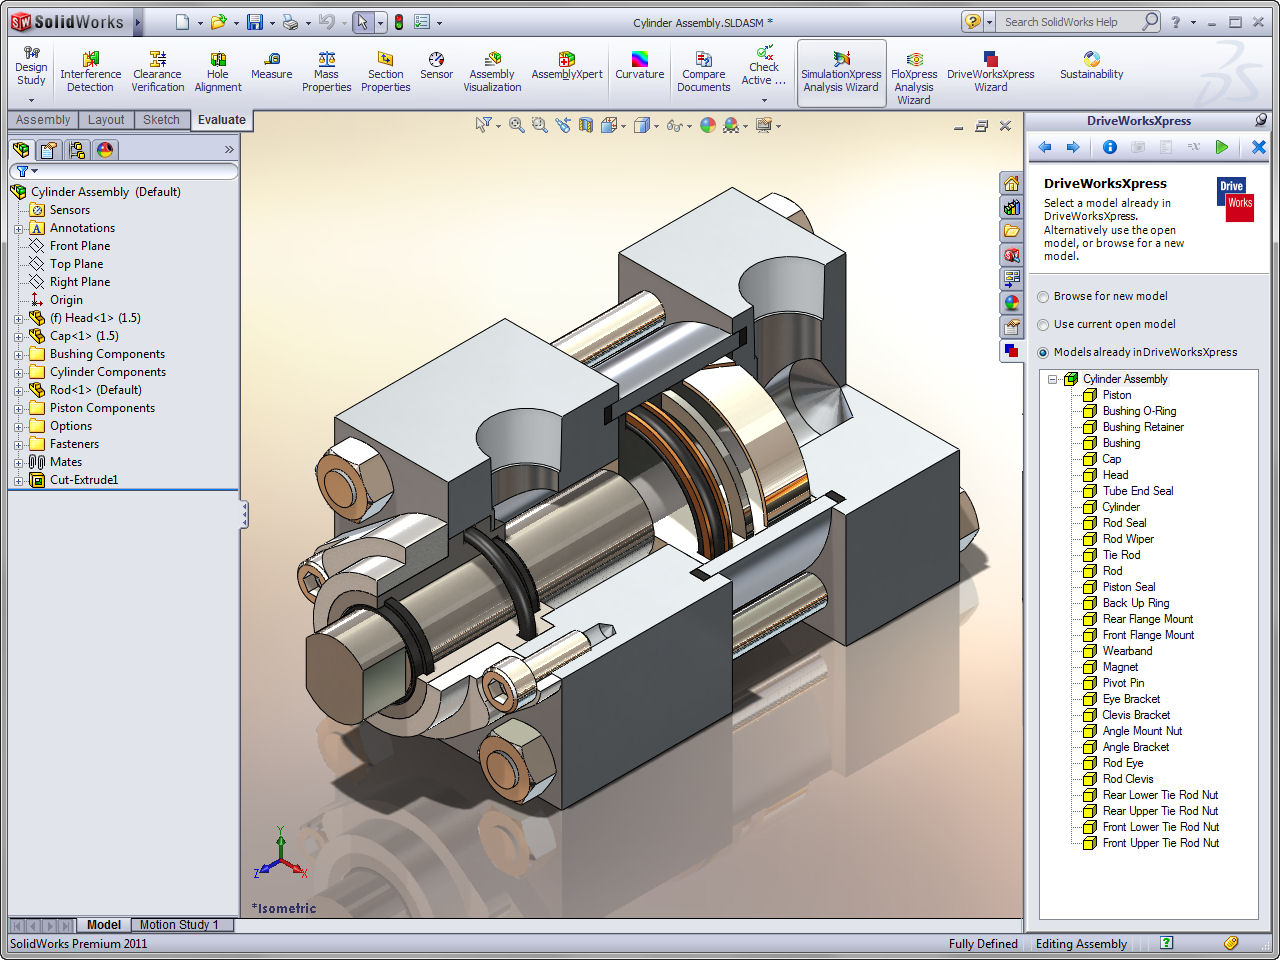 SolidWorks
Cylinder Assembly.SLDASM *
Search SolidWorks Help
Design Study
Interference Detection
Clearance Verification
Hole Alignment
Measure
Mass Properties
Section Properties
Sensor
Assembly Visualization
AssemblyXpert
Curvature
Compare Documents
Check Active ...
SimulationXpress Analysis Wizard
FloXpress Analysis Wizard
DriveWorksXpress Wizard
Sustainability
Assembly
Layout
Sketch
Evaluate
Cylinder Assembly (Default)
Sensors
Annotations
Front Plane
Top Plane
Right Plane
Origin
(f) Head<1> (1.5)
Cap<1> (1.5)
Bushing Components
Cylinder Components
Rod<1> (Default)
Piston Components
Options
Fasteners
Mates
Cut-Extrude1
Y
Z
X
*Isometric
DriveWorksXpress
DriveWorksXpress
Select a model already in
DriveWorksXpress.
Alternatively use the open
model, or browse for a new
model.
Drive
Works
Browse for new model
Use current open model
Models already in DriveWorksXpress
Cylinder Assembly
Piston
Bushing O-Ring
Bushing Retainer
Bushing
Cap
Head
Tube End Seal
Cylinder
Rod Seal
Rod Wiper
Tie Rod
Rod
Piston Seal
Back Up Ring
Rear Flange Mount
Front Flange Mount
Wearband
Magnet
Pivot Pin
Eye Bracket
Clevis Bracket
Angle Mount Nut
Angle Bracket
Rod Eye
Rod Clevis
Rear Lower Tie Rod Nut
Rear Upper Tie Rod Nut
Front Lower Tie Rod Nut
Front Upper Tie Rod Nut
Model
Motion Study 1
SolidWorks Premium 2011
Fully Defined
Editing Assembly